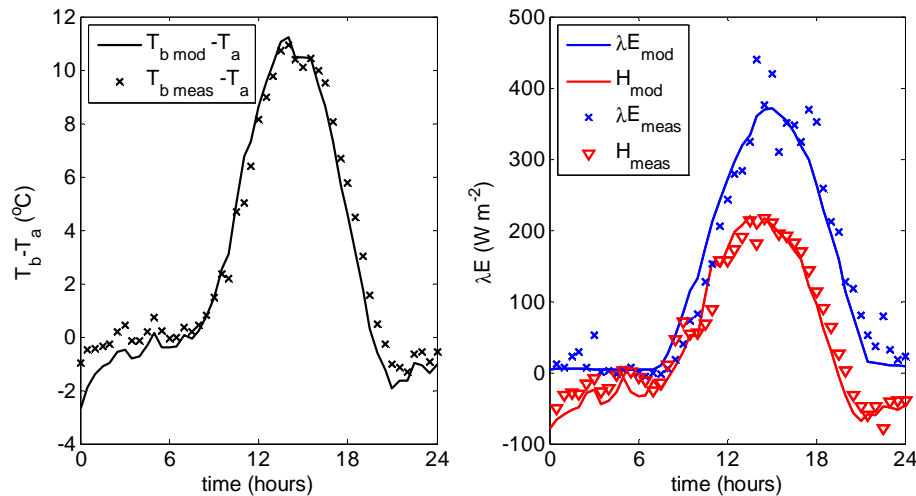 12
10
8
6
4
2
0
-2
-4
0
6
12
18
24
T_b mod -T_a
T_b meas -T_a
T_b-T_a (°C)
time (hours)
500
400
300
200
100
0
-100
0
6
12
18
24
λE_mod
H_mod
λE_meas
H_meas
λE (W m⁻²)
time (hours)